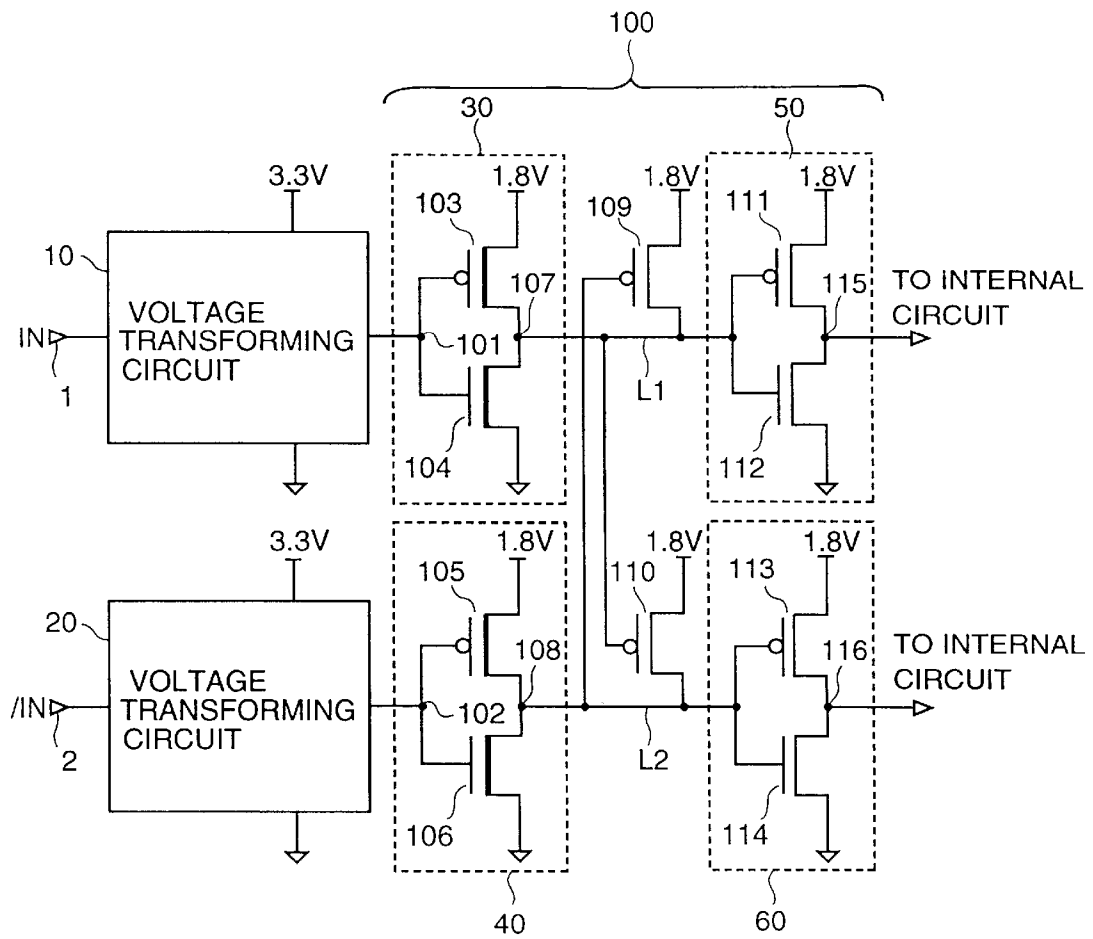 100
30
50
3.3V
1.8V
1.8V
1.8V
103
109
111
10
107
115
TO INTERNAL
CIRCUIT
VOLTAGE
TRANSFORMING
CIRCUIT
IN
101
1
L1
104
112
3.3V
1.8V
1.8V
1.8V
105
110
113
20
108
116
TO INTERNAL
CIRCUIT
VOLTAGE
TRANSFORMING
CIRCUIT
/IN
102
2
L2
106
114
40
60